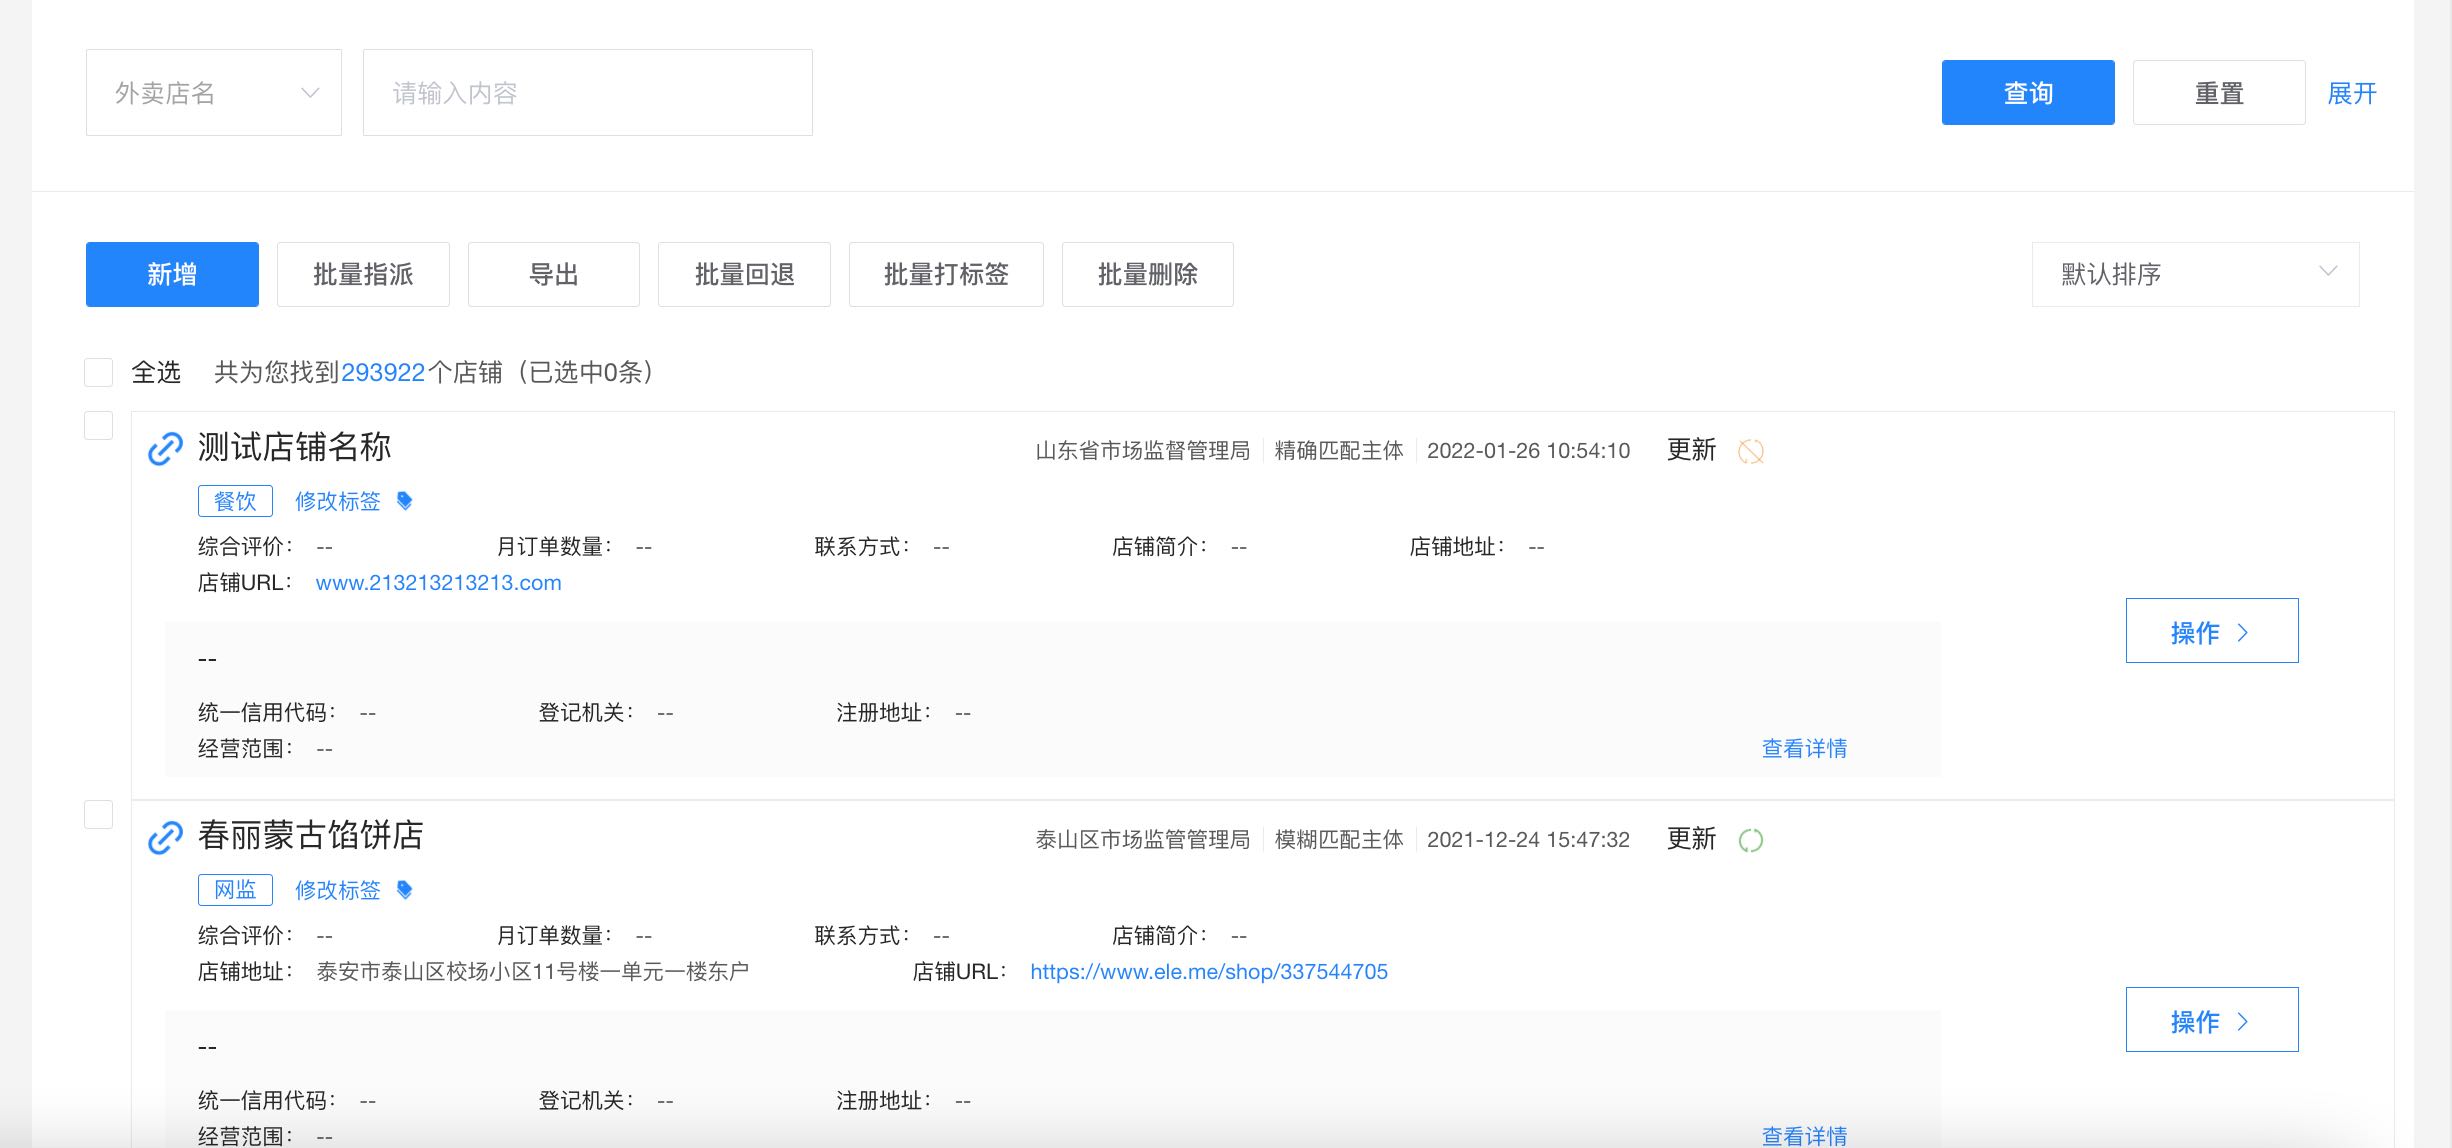 外卖店名 请输入内容 查询 重置 展开
新增 批量指派 导出 批量回退 批量打标签 批量删除 默认排序
全选 共为您找到293922个店铺（已选中0条）
测试店铺名称 山东省市场监督管理局 精确匹配主体 2022-01-26 10:54:10 更新
餐饮 修改标签
综合评价： -- 月订单数量： -- 联系方式： -- 店铺简介： -- 店铺地址： --
店铺URL： www.213213213213.com
操作
--
统一信用代码： -- 登记机关： -- 注册地址： --
经营范围： -- 查看详情
春丽蒙古馅饼店 泰山区市场监管管理局 模糊匹配主体 2021-12-24 15:47:32 更新
网监 修改标签
综合评价： -- 月订单数量： -- 联系方式： -- 店铺简介： --
店铺地址： 泰安市泰山区校场小区11号楼一单元一楼东户 店铺URL： https://www.ele.me/shop/337544705
操作
--
统一信用代码： -- 登记机关： -- 注册地址： --
经营范围： -- 查看详情